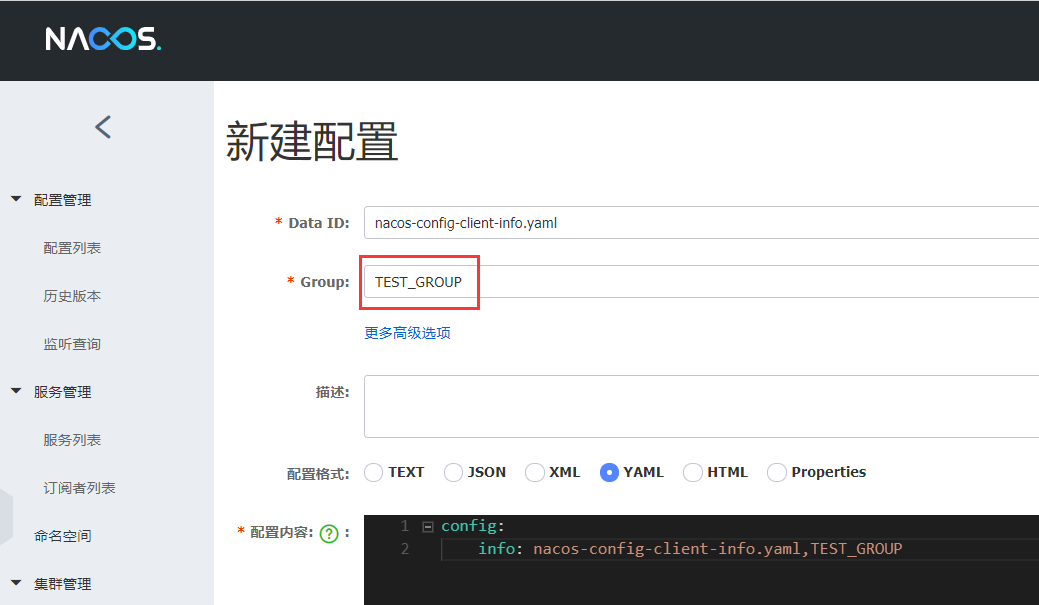 NACOS.
新建配置
配置管理
配置列表
历史版本
监听查询
服务管理
服务列表
订阅者列表
命名空间
集群管理
* Data ID: nacos-config-client-info.yaml
* Group: TEST_GROUP
更多高级选项
描述:
配置格式: TEXT JSON XML YAML HTML Properties
* 配置内容: ? :
1 config:
2 info: nacos-config-client-info.yaml,TEST_GROUP